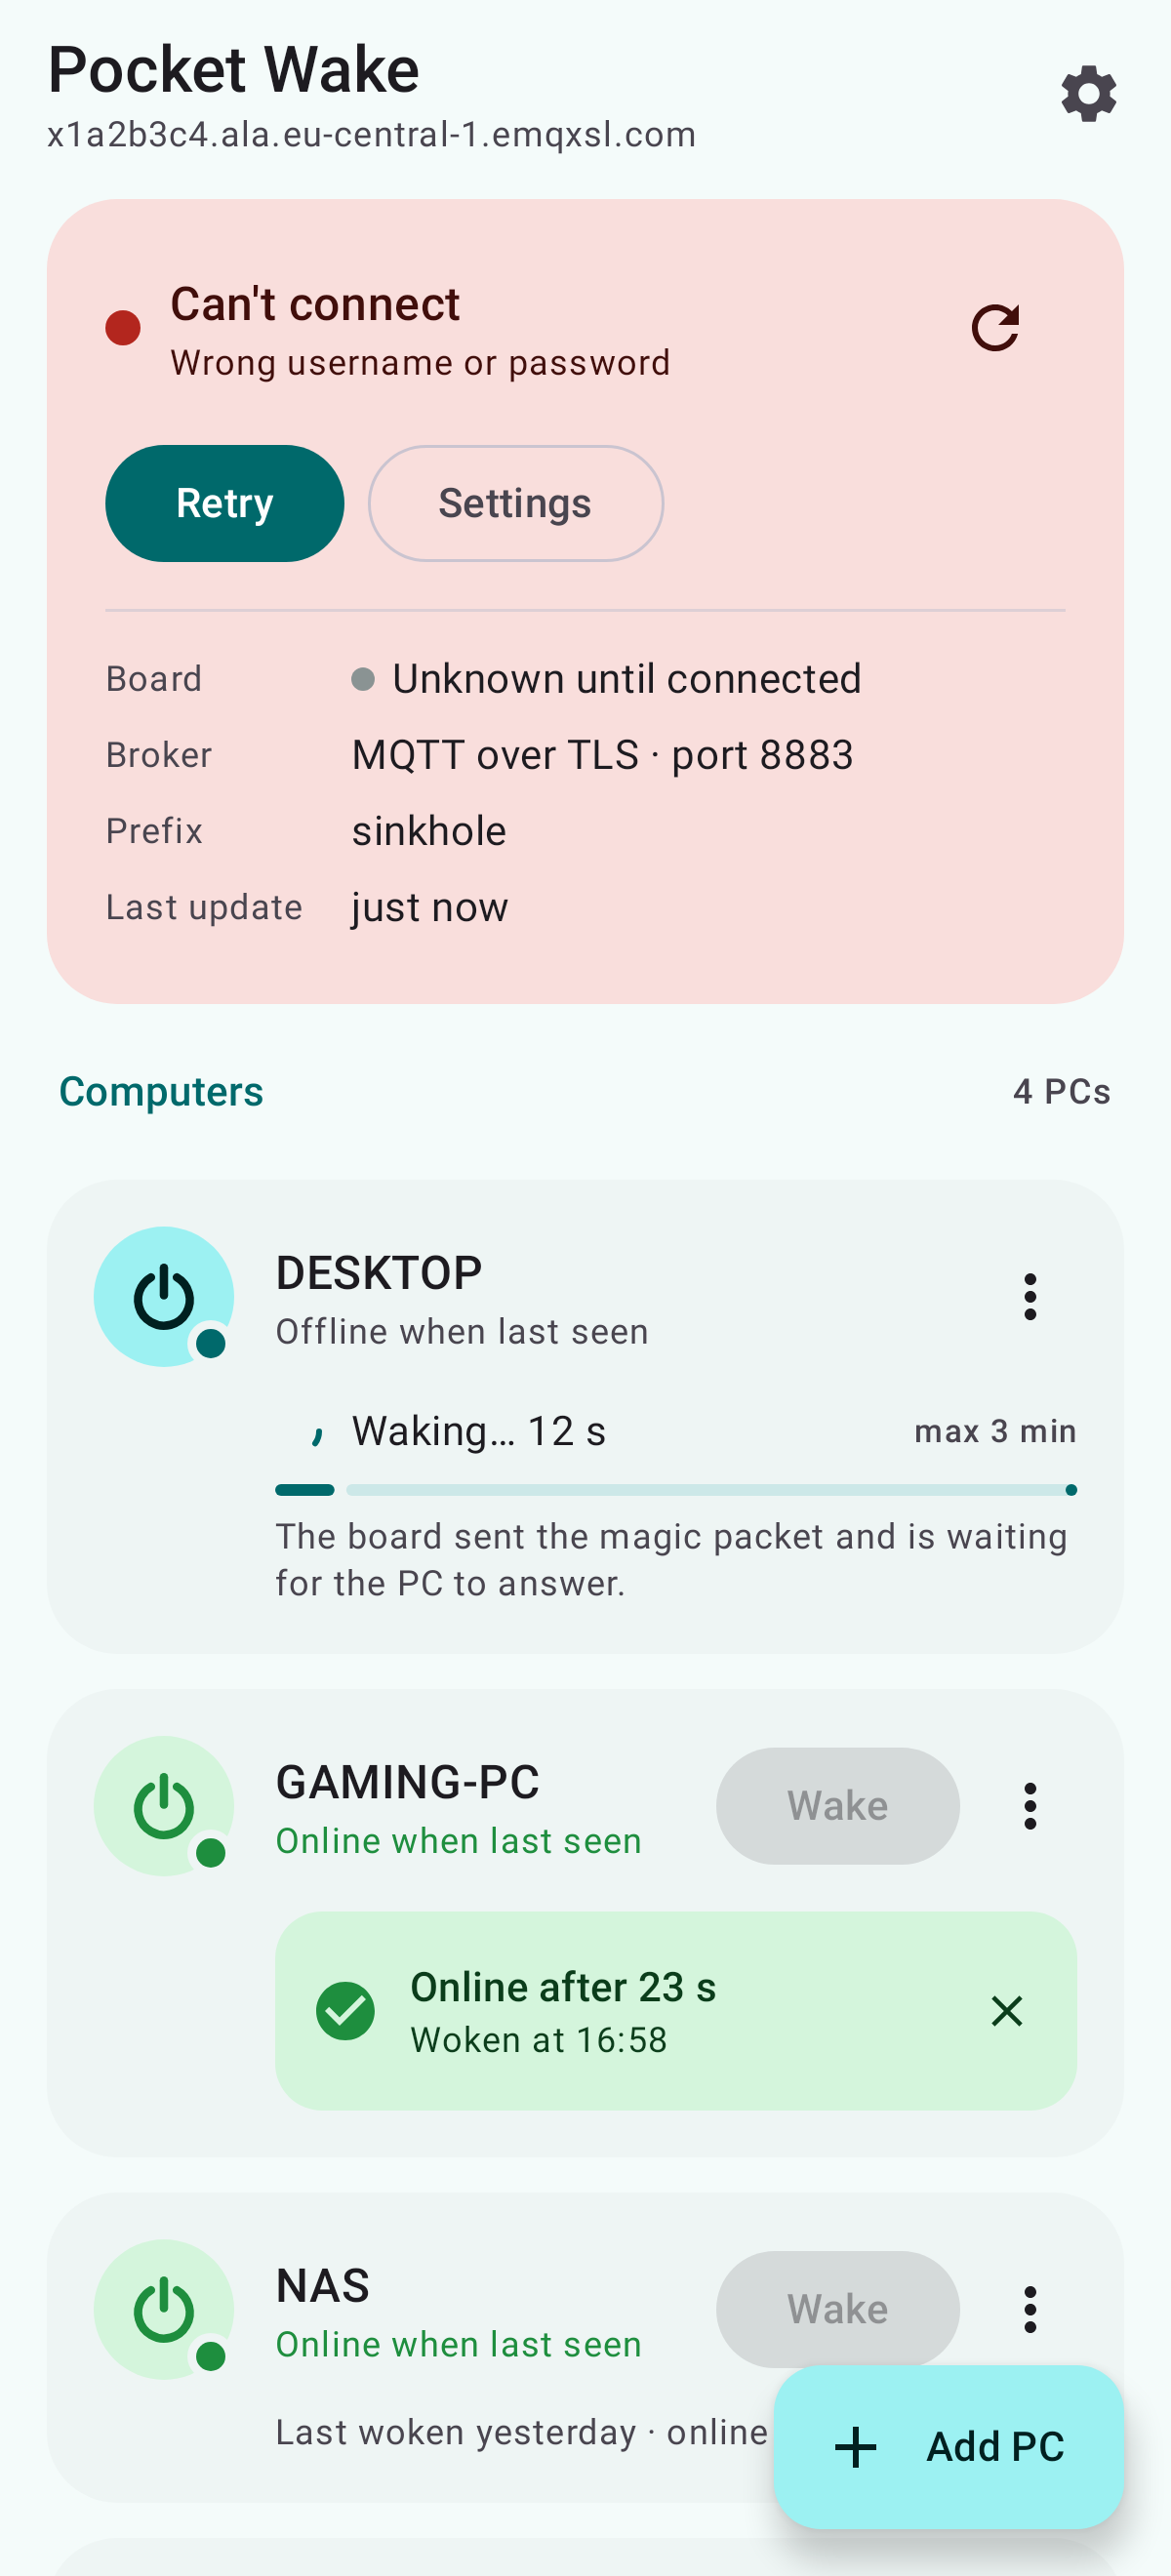 Pocket Wake
x1a2b3c4.ala.eu-central-1.emqxsl.com
Can't connect
Wrong username or password
Retry
Settings
Board
Unknown until connected
Broker
MQTT over TLS · port 8883
Prefix
sinkhole
Last update
just now
Computers
4 PCs
DESKTOP
Offline when last seen
Waking… 12 s
max 3 min
The board sent the magic packet and is waiting
for the PC to answer.
GAMING-PC
Online when last seen
Wake
Online after 23 s
Woken at 16:58
NAS
Online when last seen
Wake
Last woken yesterday · online
Add PC